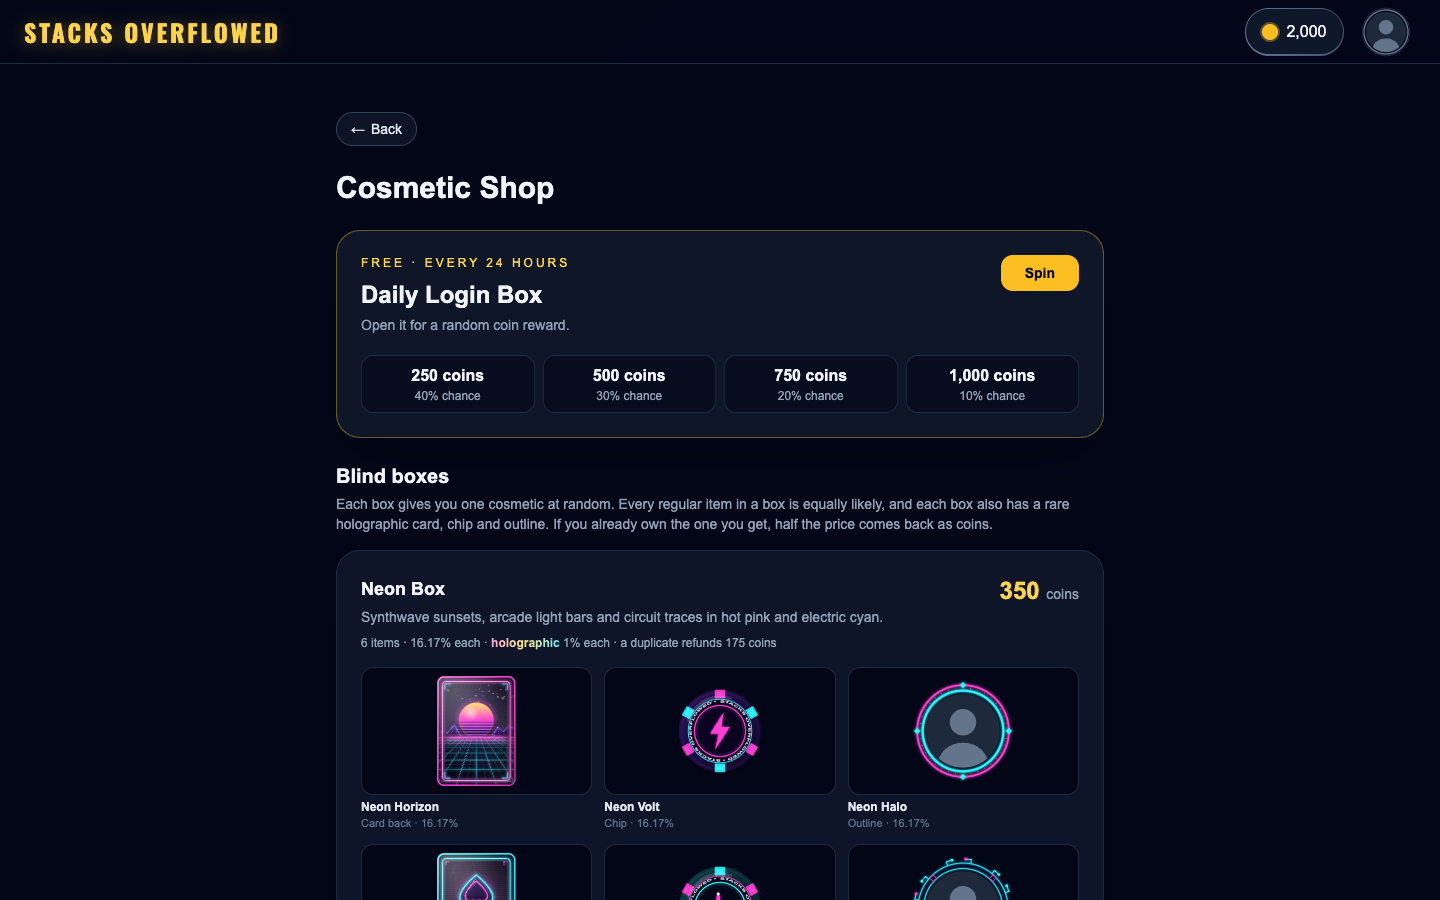 STACKS OVERFLOWED
2,000
← Back
Cosmetic Shop
FREE · EVERY 24 HOURS
Spin
Daily Login Box
Open it for a random coin reward.
250 coins
40% chance
500 coins
30% chance
750 coins
20% chance
1,000 coins
10% chance
Blind boxes
Each box gives you one cosmetic at random. Every regular item in a box is equally likely, and each box also has a rare
holographic card, chip and outline. If you already own the one you get, half the price comes back as coins.
Neon Box
350 coins
Synthwave sunsets, arcade light bars and circuit traces in hot pink and electric cyan.
6 items · 16.17% each · holographic 1% each · a duplicate refunds 175 coins
Neon Horizon
Card back · 16.17%
Neon Volt
Chip · 16.17%
Neon Halo
Outline · 16.17%